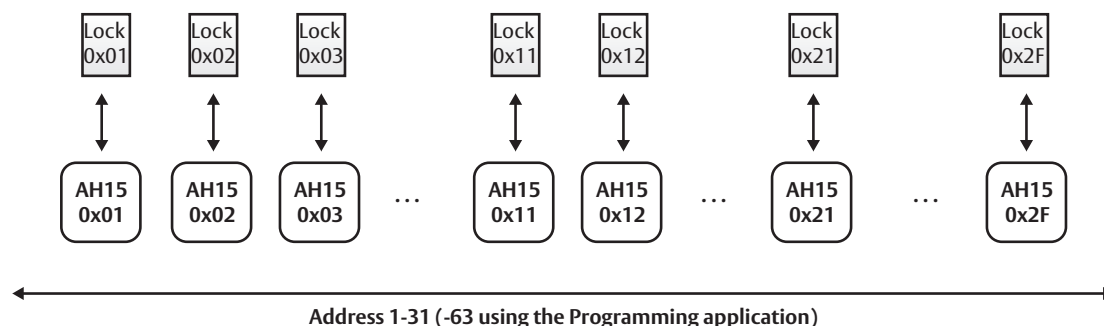 Lock Lock Lock Lock Lock Lock Lock
0x01 0x02 0x03 0x11 0x12 0x21 0x2F
AH15 AH15 AH15 AH15 AH15 AH15 AH15
0x01 0x02 0x03 ... 0x11 0x12 ... 0x21 ... 0x2F
Address 1-31 (-63 using the Programming application)